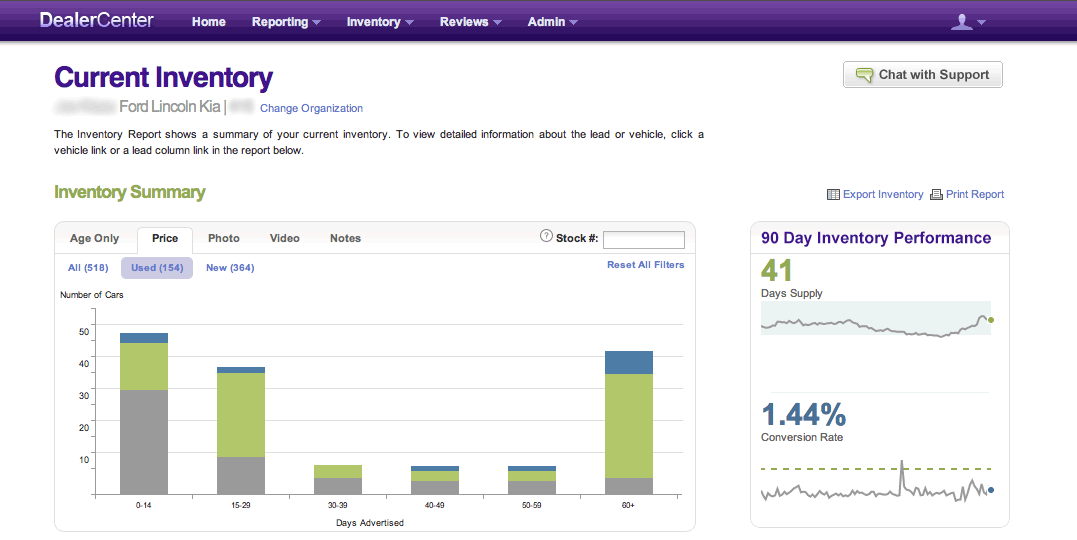 DealerCenter Home Reporting Inventory Reviews Admin
Current Inventory
Chat with Support
Ford Lincoln Kia | Change Organization
The Inventory Report shows a summary of your current inventory. To view detailed information about the lead or vehicle, click a
vehicle link or a lead column link in the report below.
Inventory Summary
Export Inventory Print Report
Age Only Price Photo Video Notes ? Stock #:
All (518) Used (154) New (364) Reset All Filters
Number of Cars
50
40
30
20
10
0-14 15-29 30-39 40-49 50-59 60+
Days Advertised
90 Day Inventory Performance
41
Days Supply
1.44%
Conversion Rate